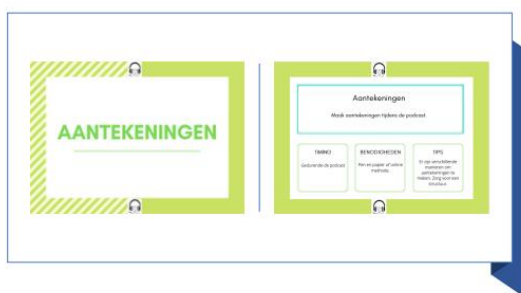 AANTEKENINGEN
Aantekeningen
Maak aantekeningen tijdens de podcast
TIMING
Gedurende de podcast
BENODIGDHEDEN
Pen en papier of online
methode
TIPS
Er zijn verschillende
manieren om
aantekeningen te
maken. Zorg voor een
structuur.